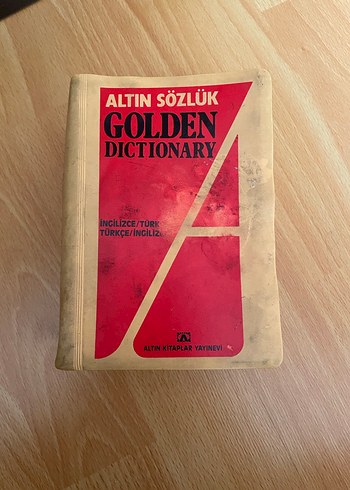 ALTIN SÖZLÜK
GOLDEN
DICTIONARY
İNGİLİZCE/TÜRK
TÜRKÇE/İNGİLİZ
ALTIN KİTAPLAR YAYINEVİ